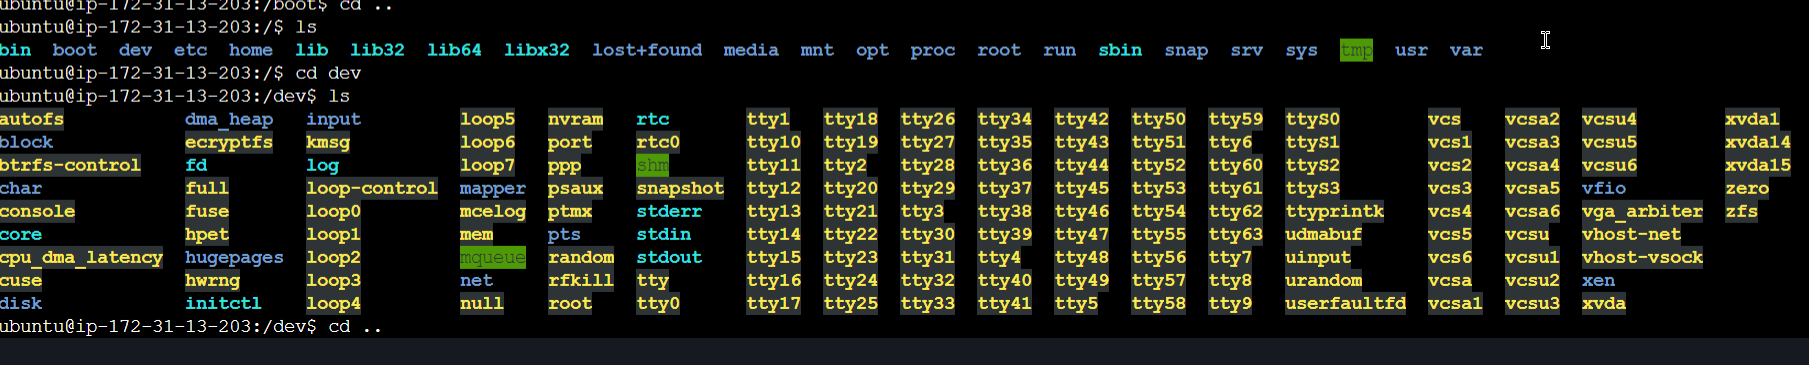 ubuntu@ip-172-31-13-203:/boot$ cd ..
ubuntu@ip-172-31-13-203:/$ ls
bin boot dev etc home lib lib32 lib64 libx32 lost+found media mnt opt proc root run sbin snap srv sys tmp usr var
ubuntu@ip-172-31-13-203:/$ cd dev
ubuntu@ip-172-31-13-203:/dev$ ls
autofs dma_heap input loop5 nvram rtc tty1 tty18 tty26 tty34 tty42 tty50 tty59 ttyS0 vcs vcsa2 vcsu4 xvda1
block ecryptfs kmsg loop6 port rtc0 tty10 tty19 tty27 tty35 tty43 tty51 tty6 ttyS1 vcs1 vcsa3 vcsu5 xvda14
btrfs-control fd log loop7 ppp shm tty11 tty2 tty28 tty36 tty44 tty52 tty60 ttyS2 vcs2 vcsa4 vcsu6 xvda15
char full loop-control mapper psaux snapshot tty12 tty20 tty29 tty37 tty45 tty53 tty61 ttyS3 vcs3 vcsa5 vfio zero
console fuse loop0 mcelog ptmx stderr tty13 tty21 tty3 tty38 tty46 tty54 tty62 ttyprintk vcs4 vcsa6 vga_arbiter zfs
core hpet loop1 mem pts stdin tty14 tty22 tty30 tty39 tty47 tty55 tty63 udmabuf vcs5 vcsu vhost-net
cpu_dma_latency hugepages loop2 mqueue random stdout tty15 tty23 tty31 tty4 tty48 tty56 tty7 uinput vcs6 vcsu1 vhost-vsock
cuse hwrng loop3 net rfkill tty tty16 tty24 tty32 tty40 tty49 tty57 tty8 urandom vcsa vcsu2 xen
disk initctl loop4 null root tty0 tty17 tty25 tty33 tty41 tty5 tty58 tty9 userfaultfd vcsa1 vcsu3 xvda
ubuntu@ip-172-31-13-203:/dev$ cd ..